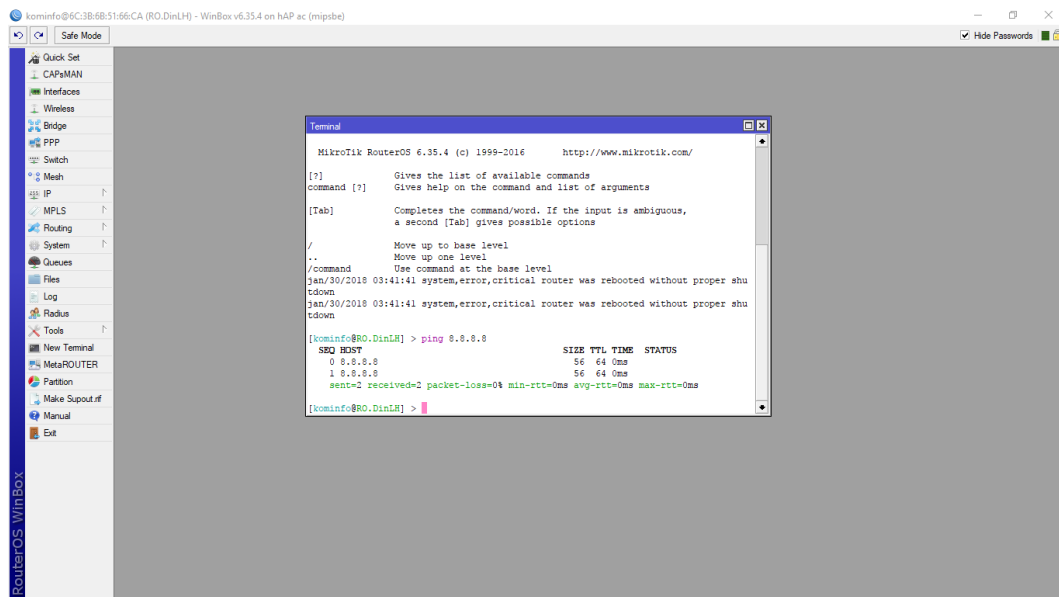 kominfo@6C:3B:6B:51:66:CA (RO.DinLH) - WinBox v6.35.4 on hAP ac (mipsbe)
Safe Mode
Hide Passwords
Quick Set
CAPsMAN
Interfaces
Wireless
Bridge
PPP
Switch
Mesh
IP
MPLS
Routing
System
Queues
Files
Log
Radius
Tools
New Terminal
MetaROUTER
Partition
Make Supout.rif
Manual
Exit
RouterOS WinBox
Terminal
MikroTik RouterOS 6.35.4 (c) 1999-2016 http://www.mikrotik.com/
[?] Gives the list of available commands
command [?] Gives help on the command and list of arguments
[Tab] Completes the command/word. If the input is ambiguous,
a second [Tab] gives possible options
/ Move up to base level
.. Move up one level
/command Use command at the base level
jan/30/2018 03:41:41 system,error,critical router was rebooted without proper shu
tdown
jan/30/2018 03:41:41 system,error,critical router was rebooted without proper shu
tdown
[kominfo@RO.DinLH] > ping 8.8.8.8
SEQ HOST SIZE TTL TIME STATUS
0 8.8.8.8 56 64 0ms
1 8.8.8.8 56 64 0ms
sent=2 received=2 packet-loss=0% min-rtt=0ms avg-rtt=0ms max-rtt=0ms
[kominfo@RO.DinLH] >